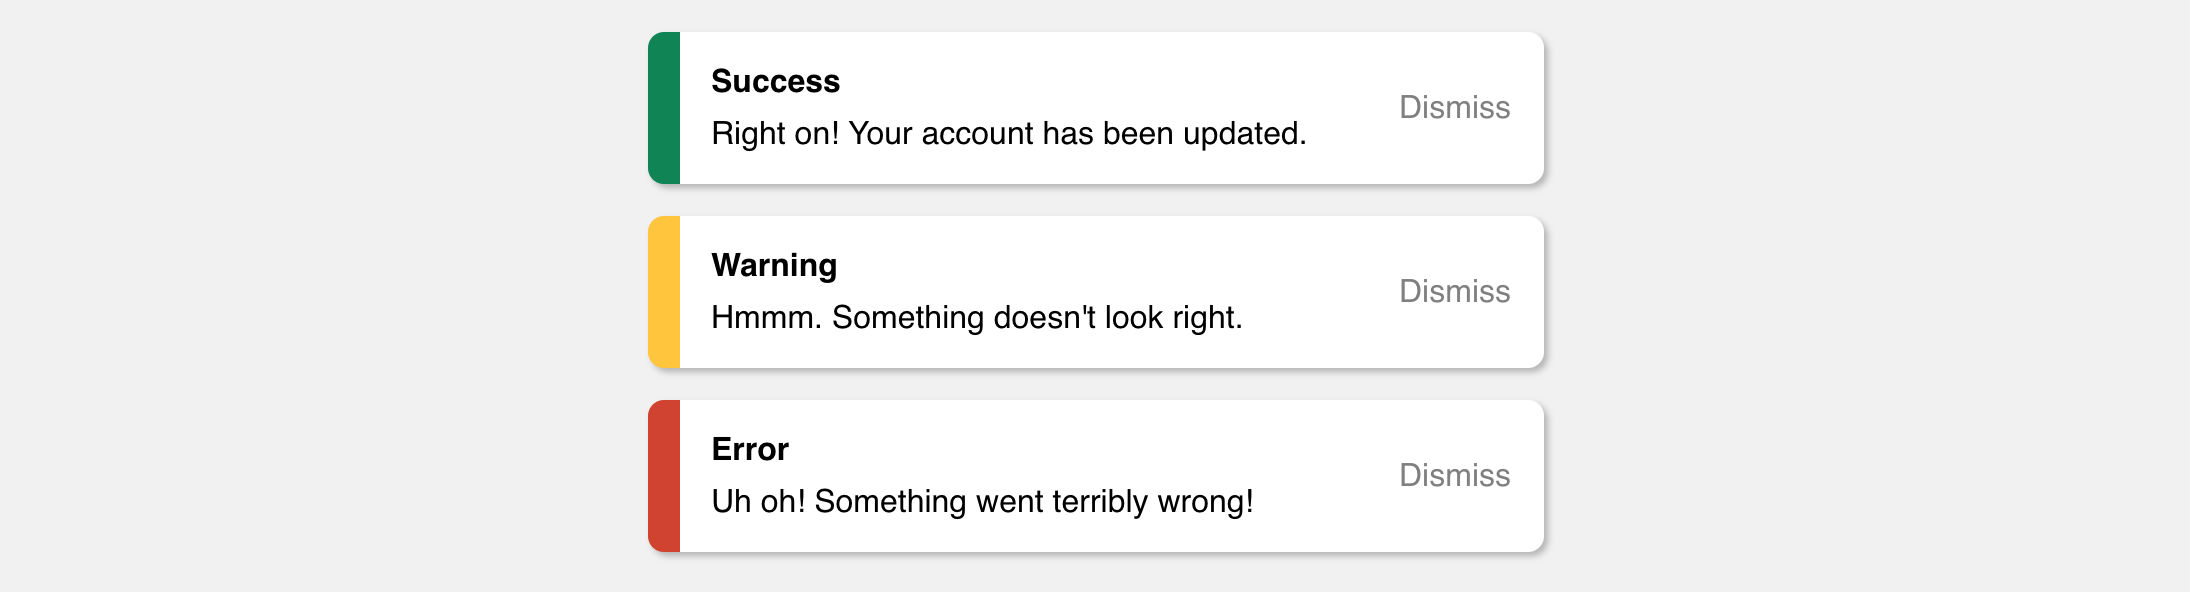 Success
Right on! Your account has been updated.
Dismiss
Warning
Hmmm. Something doesn't look right.
Dismiss
Error
Uh oh! Something went terribly wrong!
Dismiss